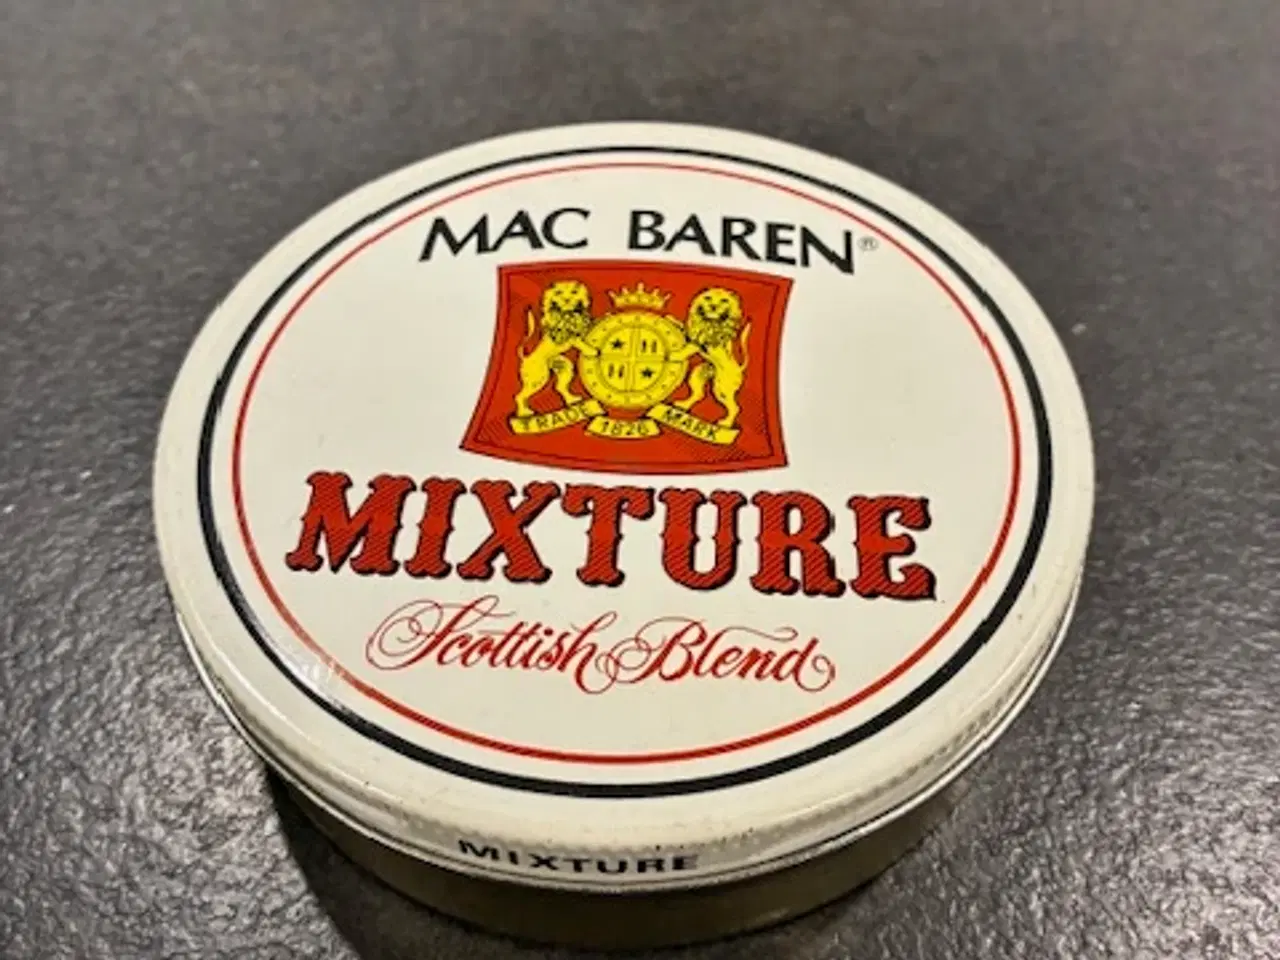 MAC BAREN®
TRADE 1826 MARK
MIXTURE
Scottish Blend
MIXTURE